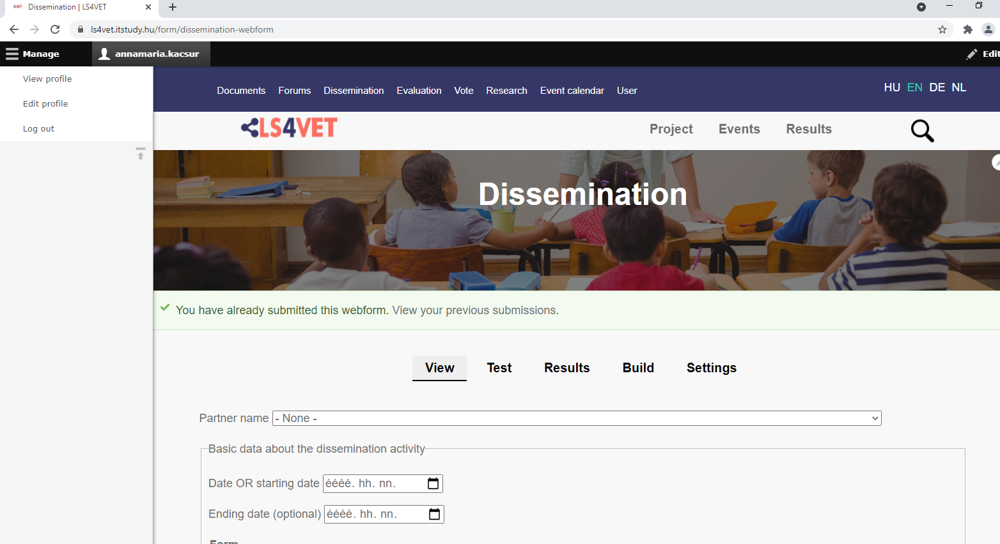 Dissemination | LS4VET
ls4vet.itstudy.hu/form/dissemination-webform
Manage
annamaria.kacsur
Edit
View profile
Edit profile
Log out
Documents Forums Dissemination Evaluation Vote Research Event calendar User
HU EN DE NL
LS4VET
Project Events Results
Dissemination
You have already submitted this webform. View your previous submissions.
View Test Results Build Settings
Partner name - None -
Basic data about the dissemination activity
Date OR starting date éééé. hh. nn.
Ending date (optional) éééé. hh. nn.
Form